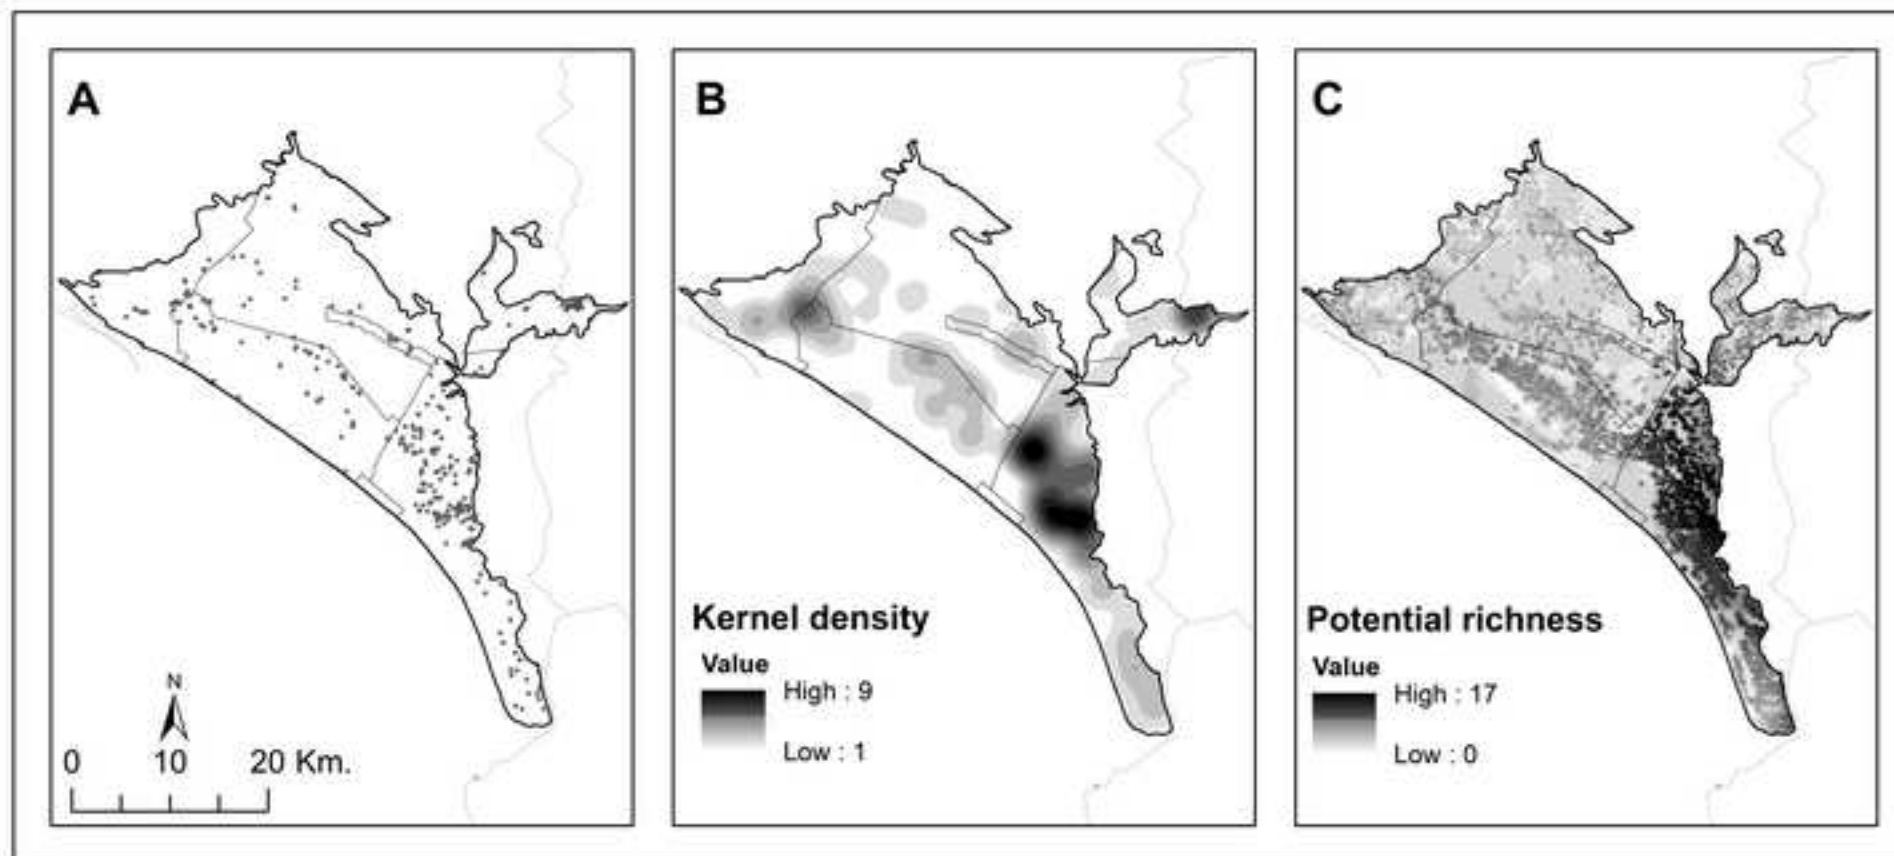 A
N
0 10 20 Km.
B
Kernel density
Value
High : 9
Low : 1
C
Potential richness
Value
High : 17
Low : 0